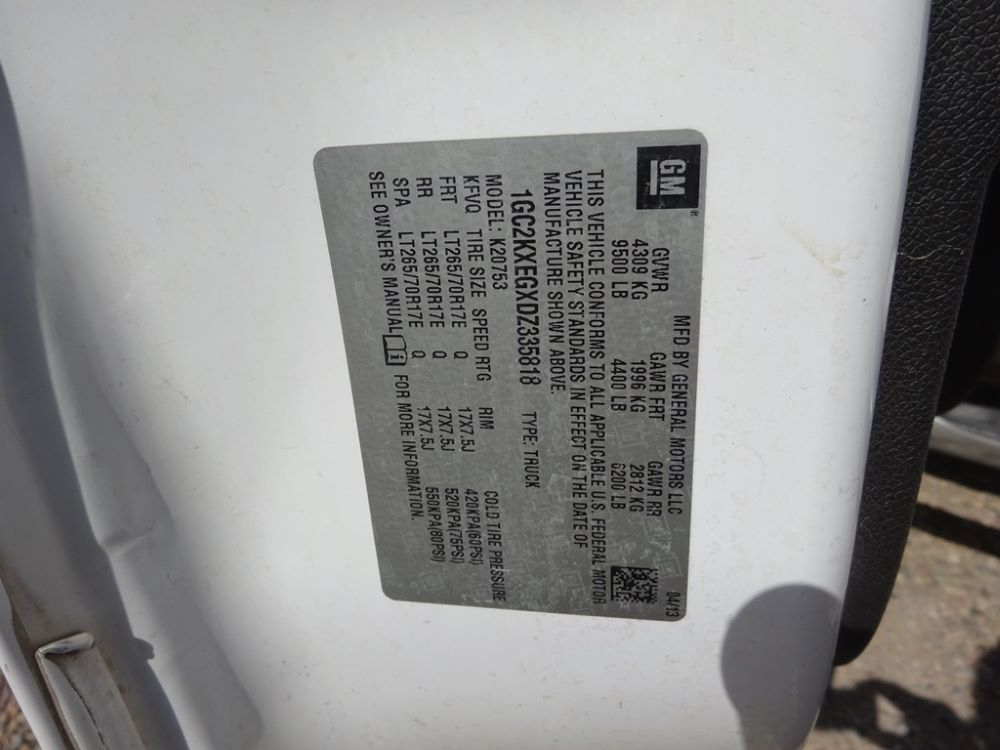 GM ® MFD BY GENERAL MOTORS LLC 04/13
GVWR GAWR FRT GAWR RR
4309 KG 1996 KG 2812 KG
9500 LB 4400 LB 6200 LB
THIS VEHICLE CONFORMS TO ALL APPLICABLE U.S. FEDERAL MOTOR
VEHICLE SAFETY STANDARDS IN EFFECT ON THE DATE OF
MANUFACTURE SHOWN ABOVE.
1GC2KXEGXDZ335818 TYPE: TRUCK
MODEL: K20753
KFVQ TIRE SIZE SPEED RTG RIM COLD TIRE PRESSURE
FRT LT265/70R17E Q 17X7.5J 420KPA(60PSI)
RR LT265/70R17E Q 17X7.5J 520KPA(75PSI)
SPA LT265/70R17E Q 17X7.5J 550KPA(80PSI)
SEE OWNER'S MANUAL i FOR MORE INFORMATION.